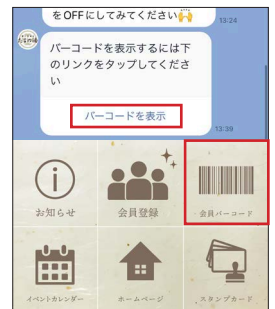 をOFFにしてみてください🙌
13:24
バーコードを表示するには下
のリンクをタップしてくださ
い
バーコードを表示
13:39
お知らせ
会員登録
会員バーコード
イベントカレンダー
ホームページ
スタンプカード